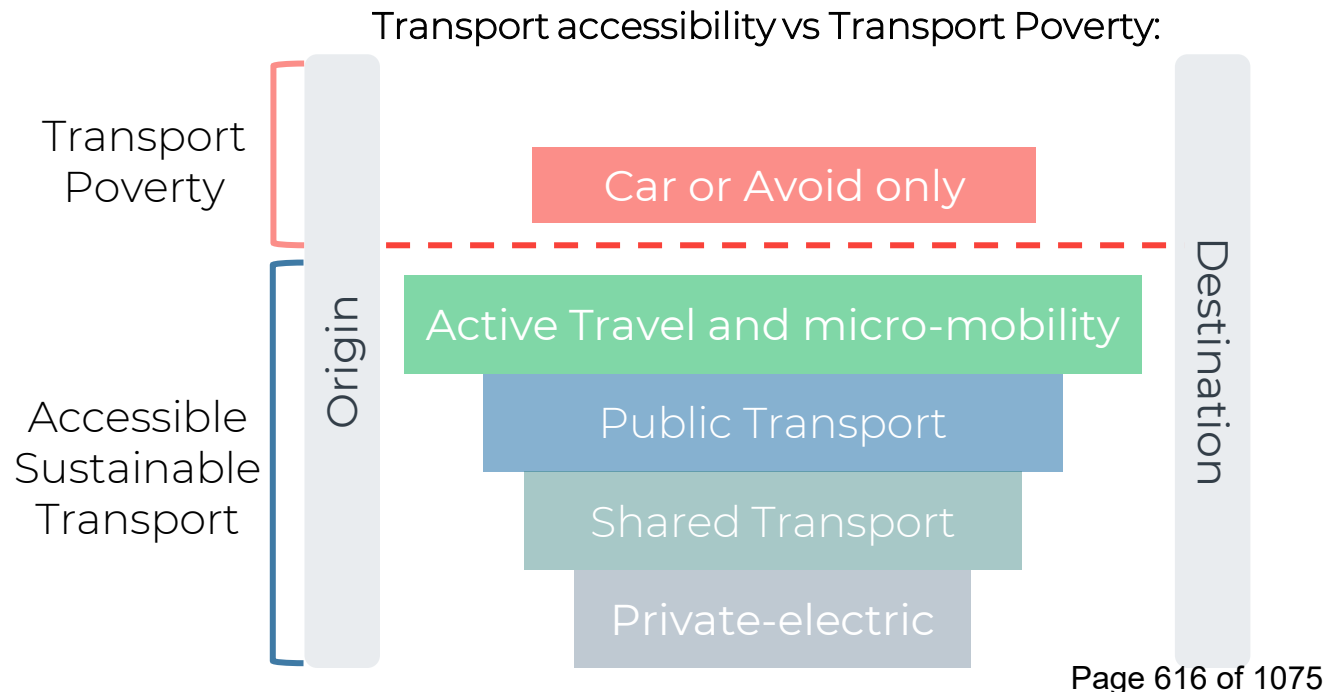 Transport accessibility vs Transport Poverty:
Transport
Poverty
Car or Avoid only
Origin
Destination
Active Travel and micro-mobility
Accessible
Sustainable
Transport
Public Transport
Shared Transport
Private-electric
Page 616 of 1075